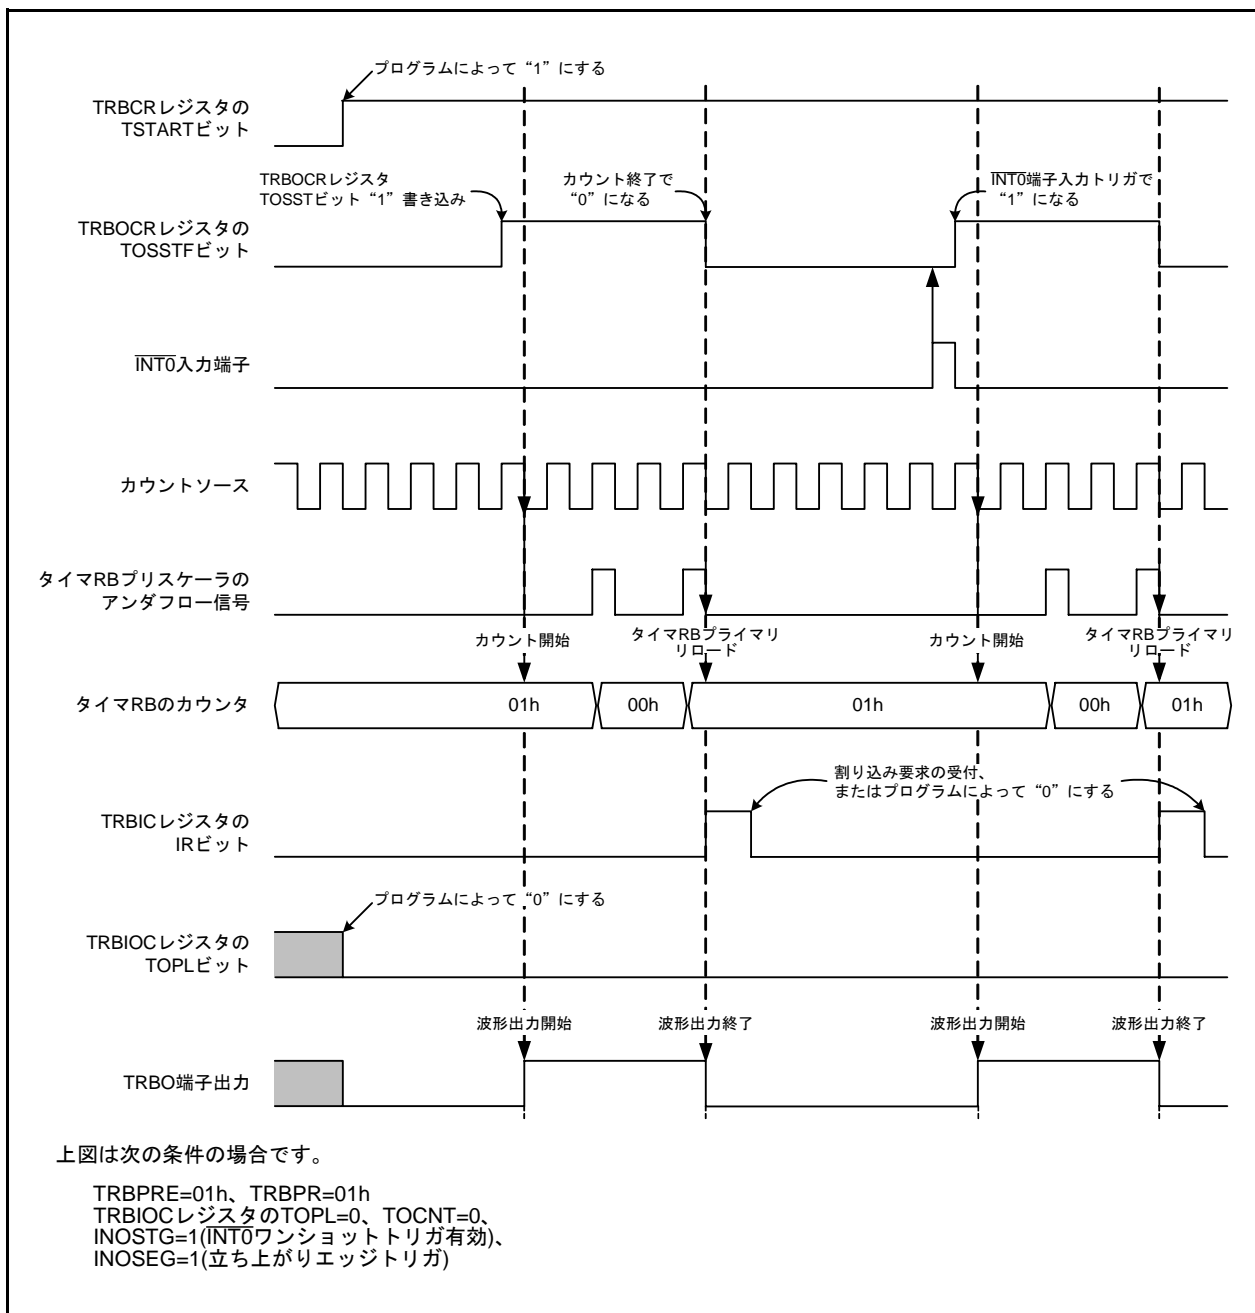 プログラムによって“1”にする
TRBCRレジスタの
TSTARTビット
TRBOCRレジスタ
TOSSTビット“1”書き込み
カウント終了で
“0”になる
INT0端子入力トリガで
“1”になる
TRBOCRレジスタの
TOSSTFビット
INT0入力端子
カウントソース
タイマRBプリスケーラの
アンダフロー信号
カウント開始
タイマRBプライマリ
リロード
カウント開始
タイマRBプライマリ
リロード
タイマRBのカウンタ
01h
00h
01h
00h
01h
割り込み要求の受付、
またはプログラムによって“0”にする
TRBICレジスタの
IRビット
プログラムによって“0”にする
TRBIOCレジスタの
TOPLビット
波形出力開始
波形出力終了
波形出力開始
波形出力終了
TRBO端子出力
上図は次の条件の場合です。
TRBPRE=01h、TRBPR=01h
TRBIOCレジスタのTOPL=0、TOCNT=0、
INOSTG=1(INT0ワンショットトリガ有効)、
INOSEG=1(立ち上がりエッジトリガ)